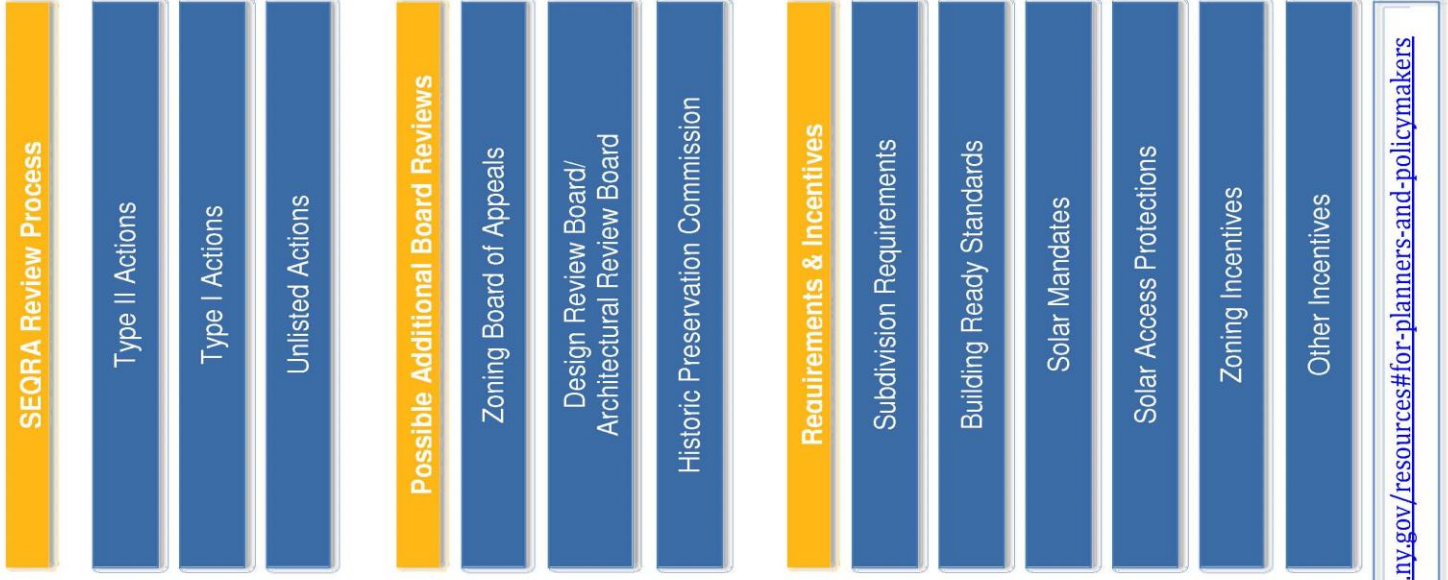 SEQRA Review Process
Type II Actions
Type I Actions
Unlisted Actions
Possible Additional Board Reviews
Zoning Board of Appeals
Design Review Board/
Architectural Review Board
Historic Preservation Commission
Requirements & Incentives
Subdivision Requirements
Building Ready Standards
Solar Mandates
Solar Access Protections
Zoning Incentives
Other Incentives
.ny.gov/resources#for-planners-and-policymakers